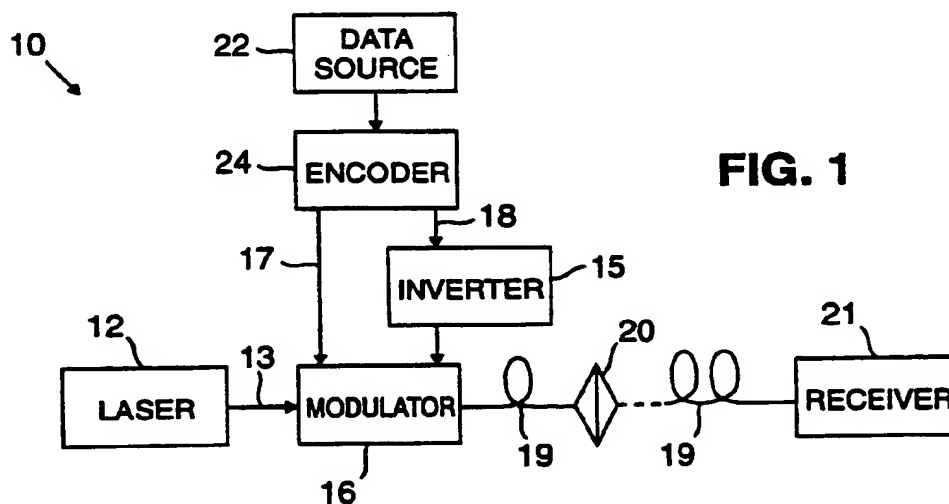 10
22
DATA
SOURCE
24
ENCODER
FIG. 1
17
18
INVERTER
15
12
LASER
13
MODULATOR
16
19
20
19
21
RECEIVER